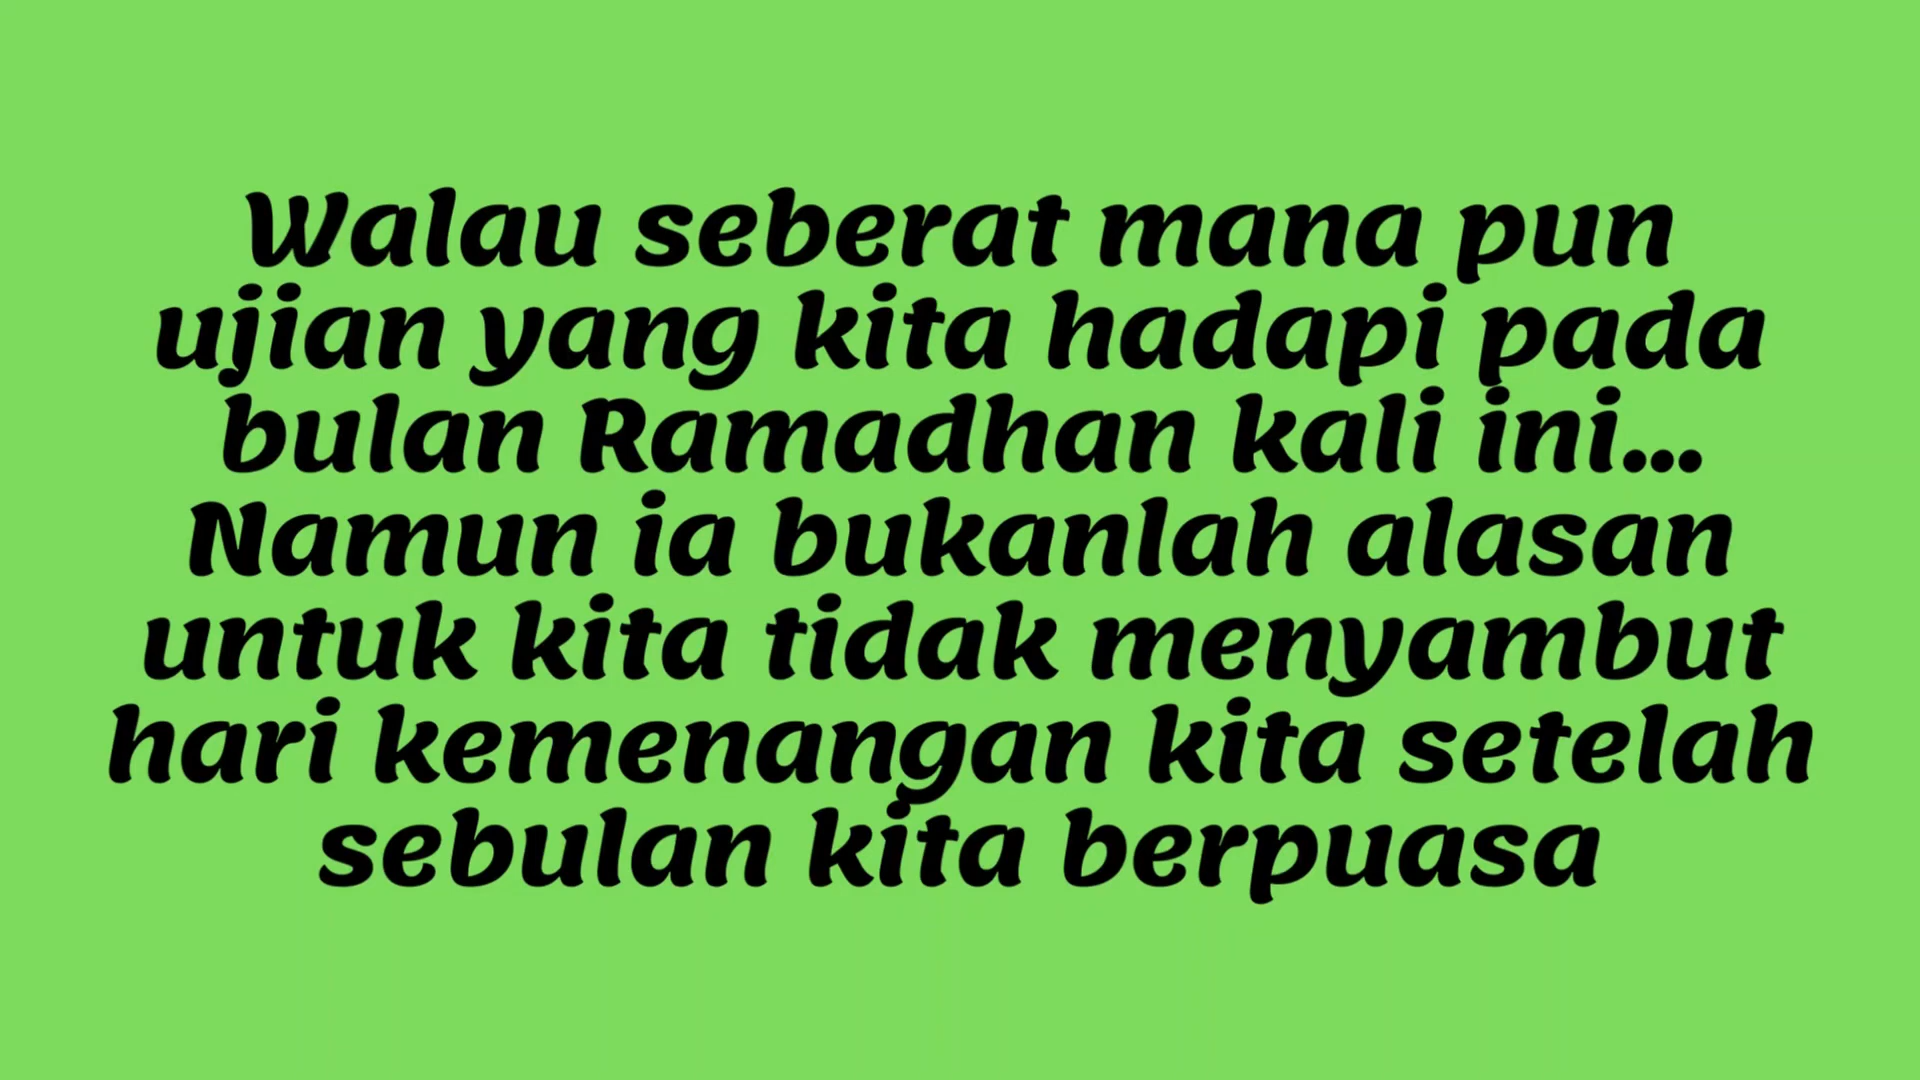 Walau seberat mana pun
ujian yang kita hadapi pada
bulan Ramadhan kali ini...
Namun ia bukanlah alasan
untuk kita tidak menyambut
hari kemenangan kita setelah
sebulan kita berpuasa